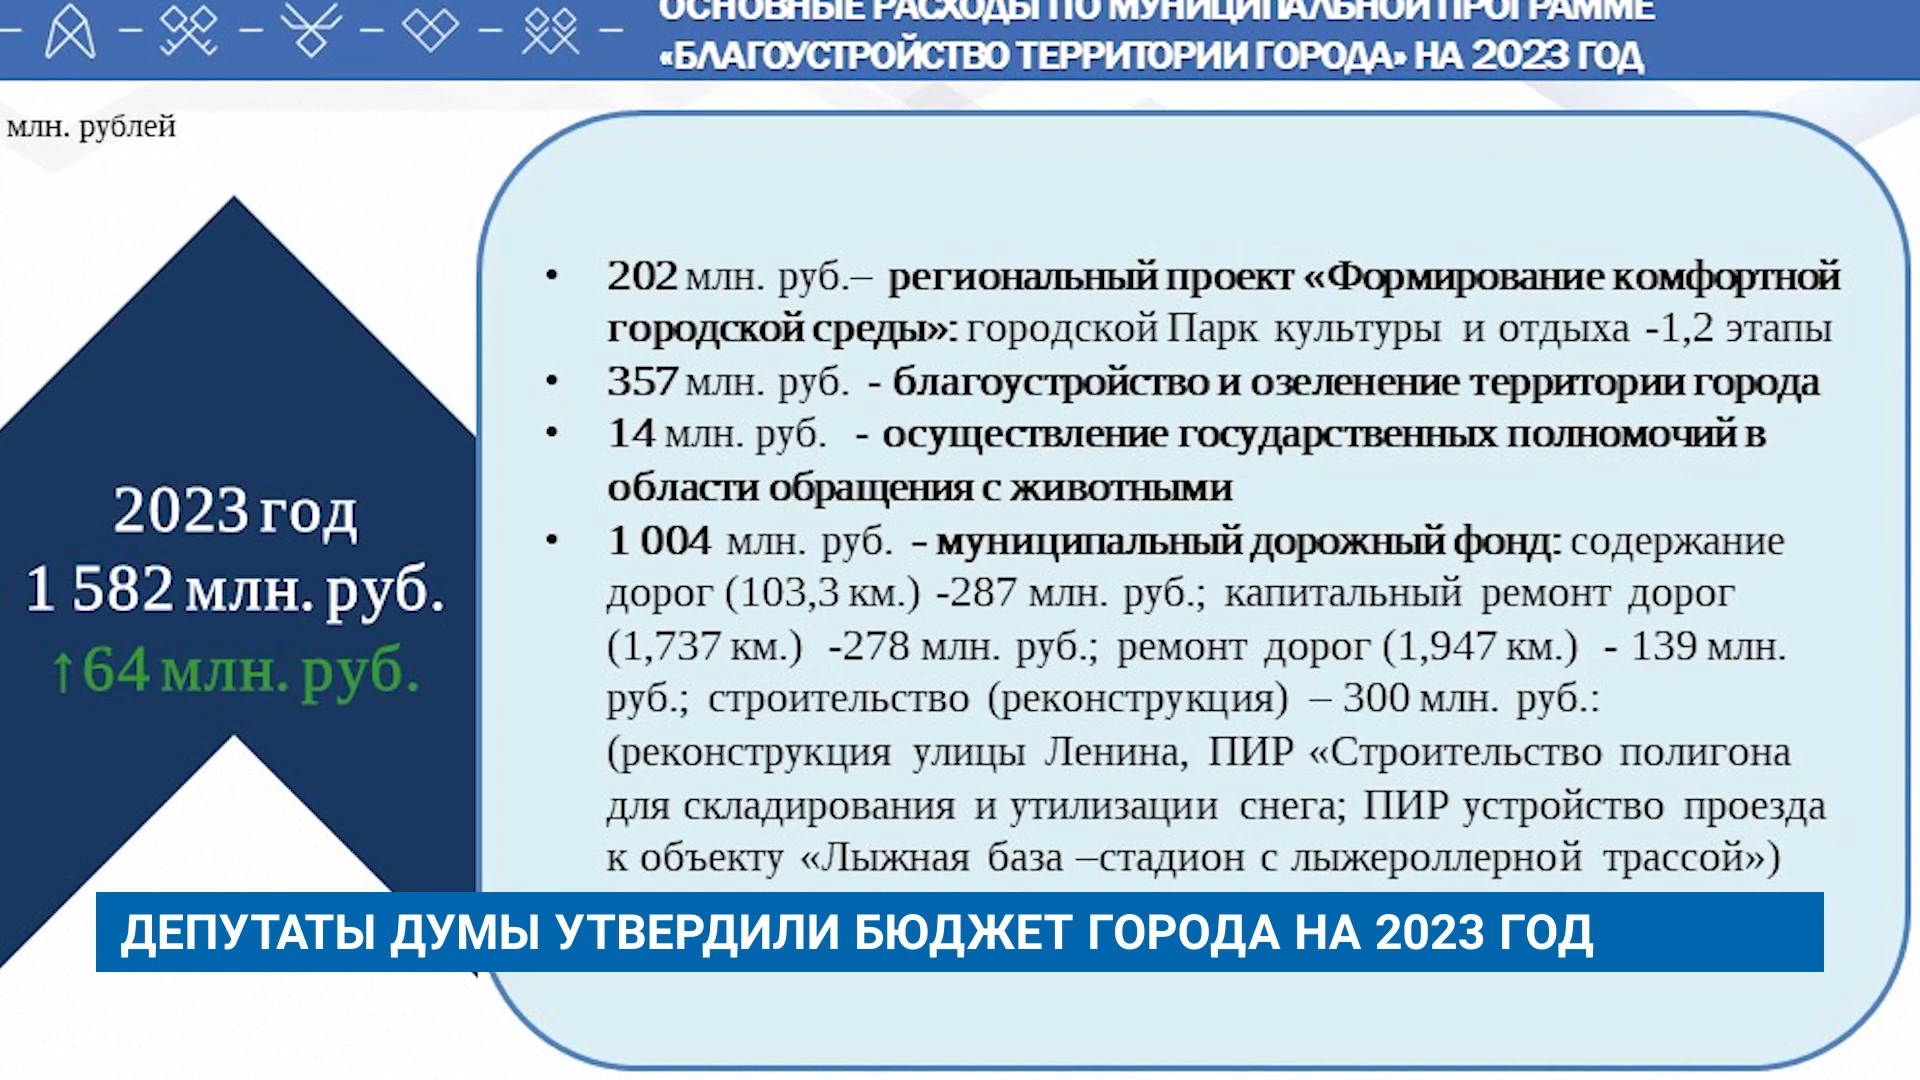 ОСНОВНЫЕ РАСХОДЫ ПО МУНИЦИПАЛЬНОЙ ПРОГРАММЕ
«БЛАГОУСТРОЙСТВО ТЕРРИТОРИИ ГОРОДА» НА 2023 ГОД
млн. рублей
2023 год
1 582 млн. руб.
↑64 млн. руб.
• 202 млн. руб.– региональный проект «Формирование комфортной
городской среды»: городской Парк культуры и отдыха -1,2 этапы
• 357 млн. руб. - благоустройство и озеленение территории города
• 14 млн. руб. - осуществление государственных полномочий в
области обращения с животными
• 1 004 млн. руб. - муниципальный дорожный фонд: содержание
дорог (103,3 км.) -287 млн. руб.; капитальный ремонт дорог
(1,737 км.) -278 млн. руб.; ремонт дорог (1,947 км.) - 139 млн.
руб.; строительство (реконструкция) – 300 млн. руб.:
(реконструкция улицы Ленина, ПИР «Строительство полигона
для складирования и утилизации снега; ПИР устройство проезда
к объекту «Лыжная база –стадион с лыжероллерной трассой»)
ДЕПУТАТЫ ДУМЫ УТВЕРДИЛИ БЮДЖЕТ ГОРОДА НА 2023 ГОД